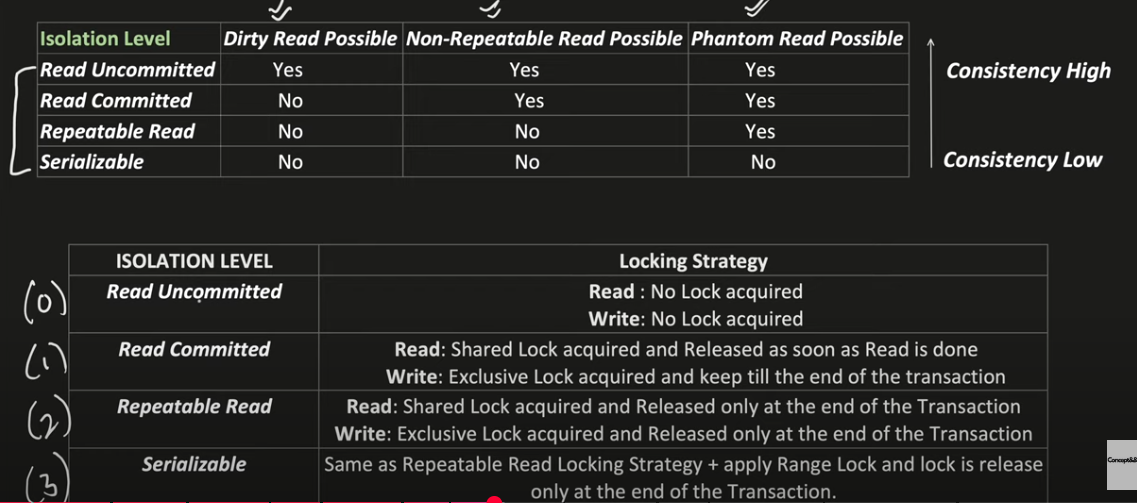 Isolation Level Dirty Read Possible Non-Repeatable Read Possible Phantom Read Possible
Read Uncommitted Yes Yes Yes Consistency High
Read Committed No Yes Yes
Repeatable Read No No Yes
Serializable No No No Consistency Low
ISOLATION LEVEL Locking Strategy
(0) Read Uncommitted Read : No Lock acquired
Write: No Lock acquired
(1) Read Committed Read: Shared Lock acquired and Released as soon as Read is done
Write: Exclusive Lock acquired and keep till the end of the transaction
(2) Repeatable Read Read: Shared Lock acquired and Released only at the end of the Transaction
Write: Exclusive Lock acquired and Released only at the end of the Transaction
(3) Serializable Same as Repeatable Read Locking Strategy + apply Range Lock and lock is release
only at the end of the Transaction.